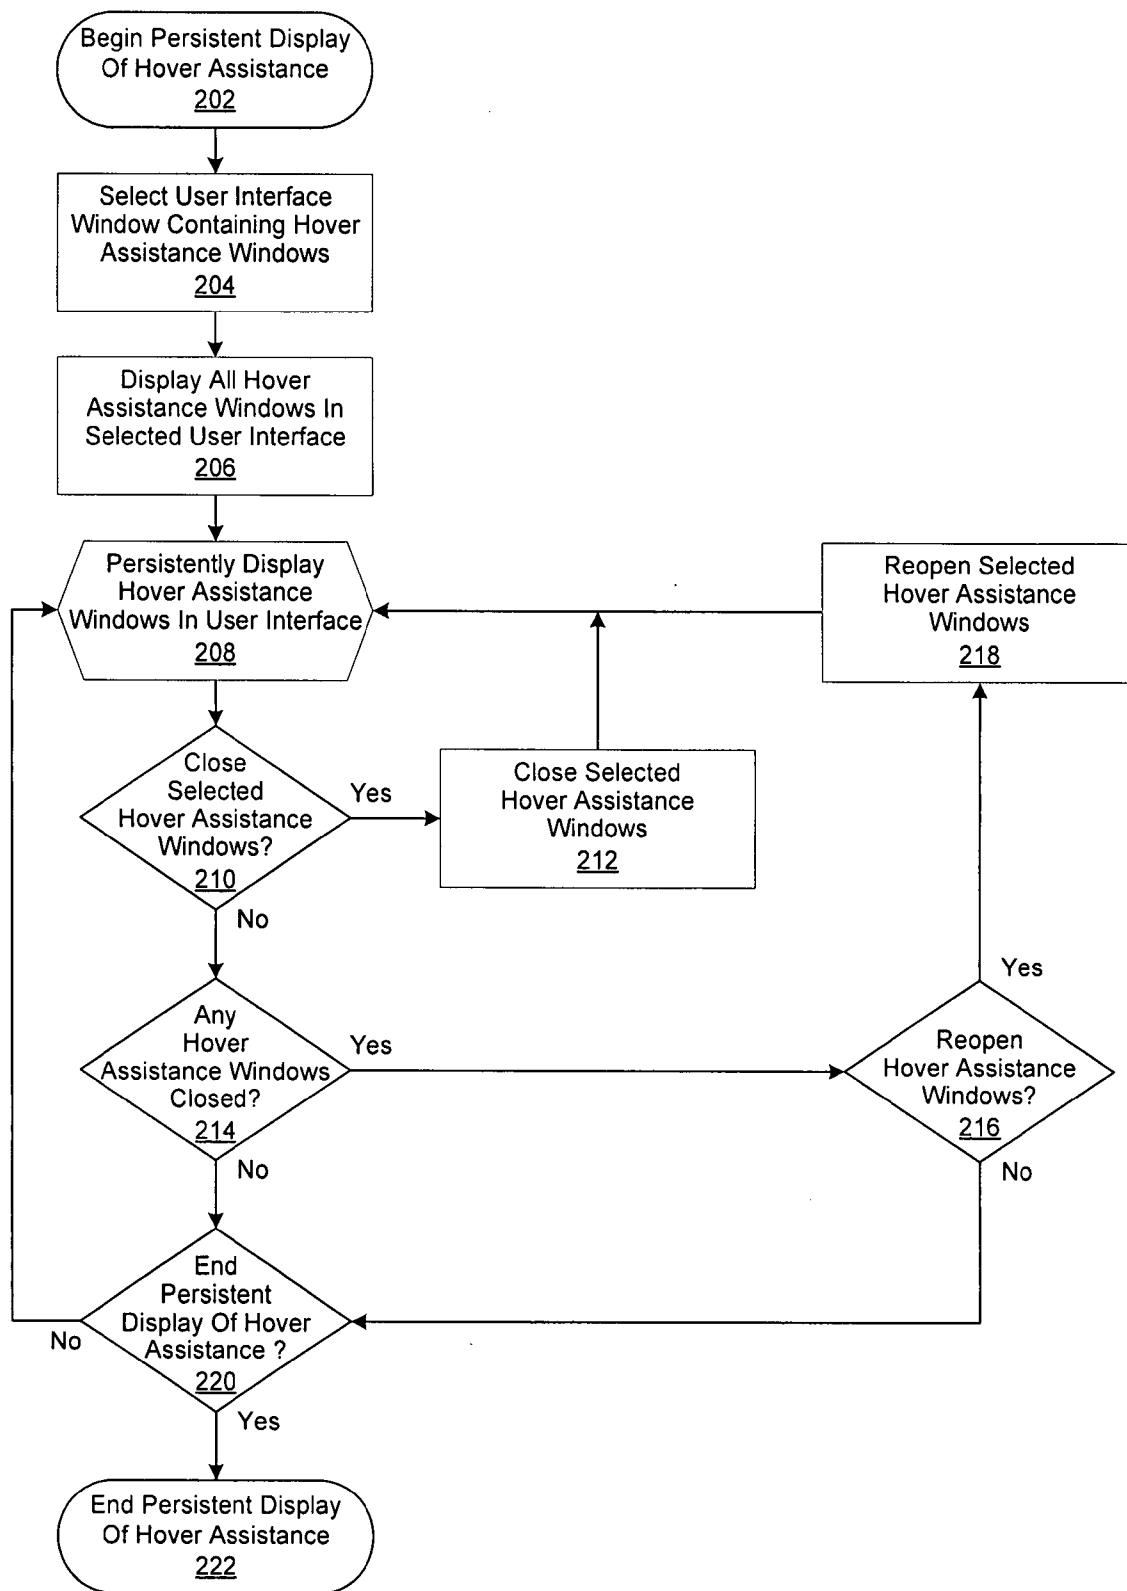 Begin Persistent Display
Of Hover Assistance
202
Select User Interface
Window Containing Hover
Assistance Windows
204
Display All Hover
Assistance Windows In
Selected User Interface
206
Persistently Display
Hover Assistance
Windows In User Interface
208
Reopen Selected
Hover Assistance
Windows
218
Close
Selected
Hover Assistance
Windows?
210
Yes
No
Close Selected
Hover Assistance
Windows
212
Any
Hover
Assistance Windows
Closed?
214
Yes
No
Yes
Reopen
Hover Assistance
Windows?
216
No
End
Persistent
Display Of Hover
Assistance ?
220
No
Yes
End Persistent Display
Of Hover Assistance
222